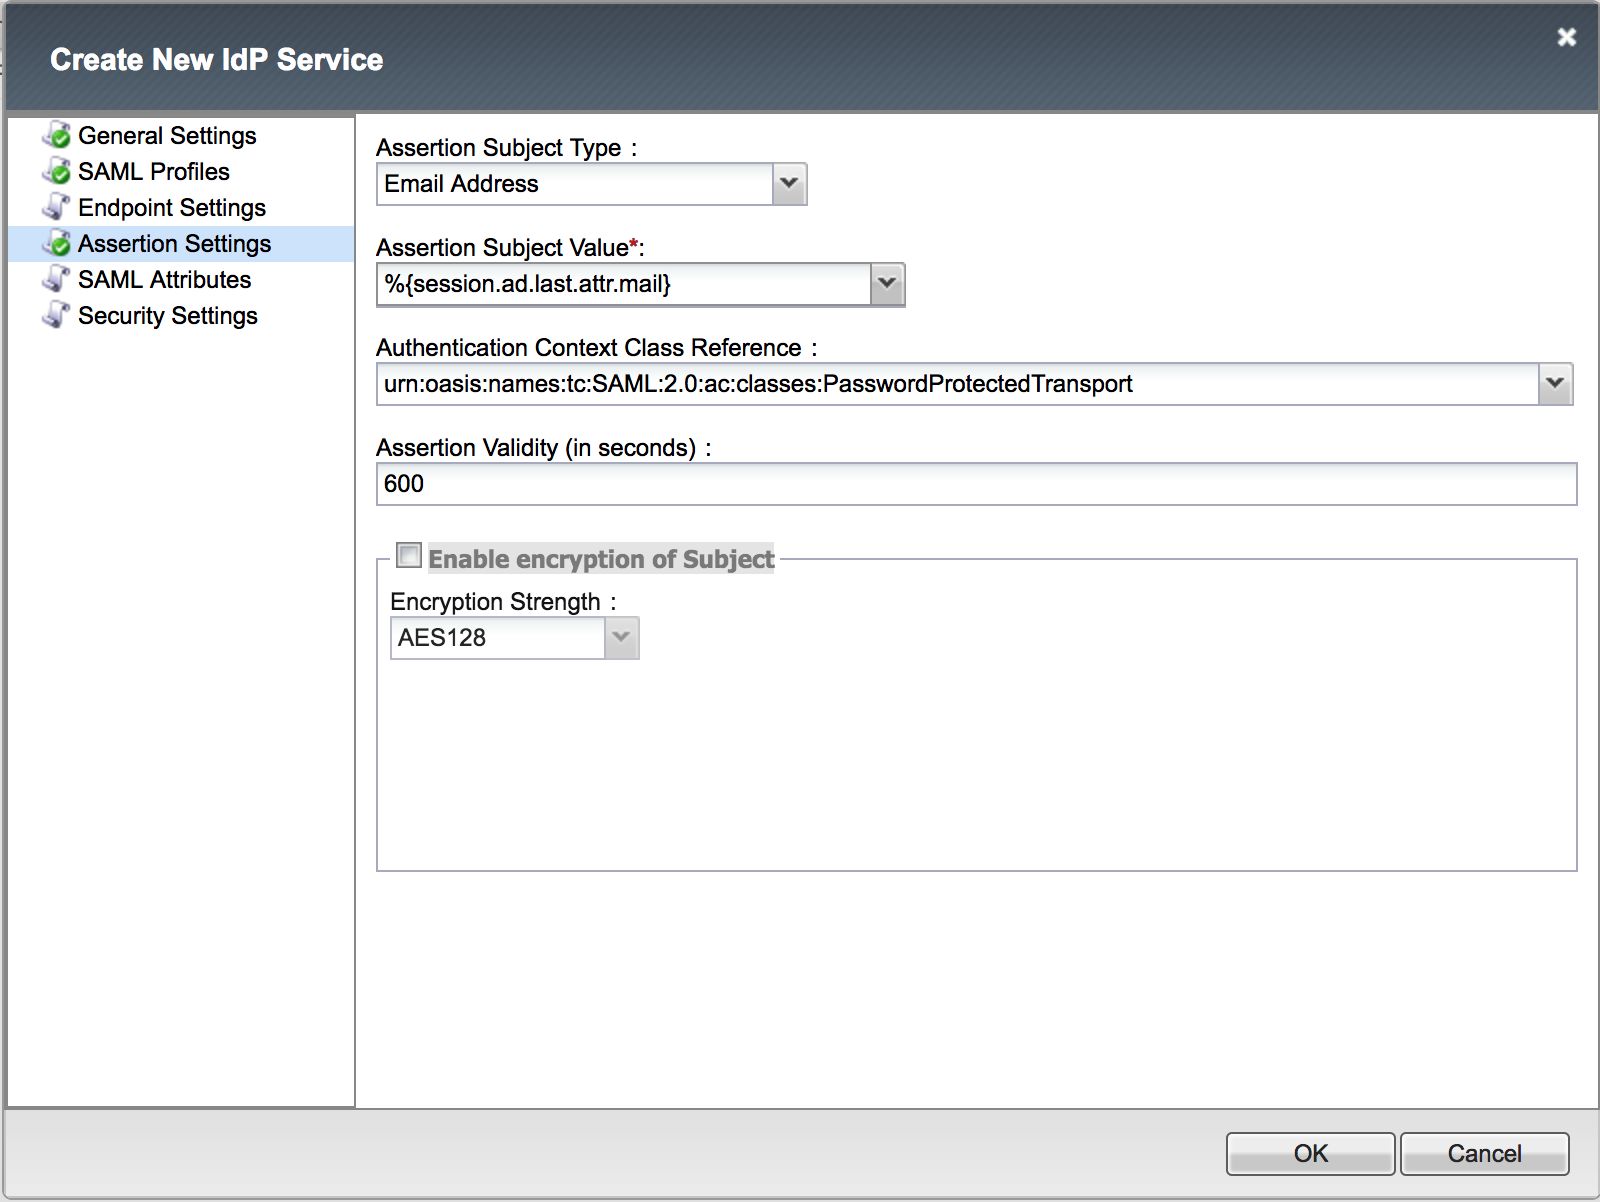 Create New IdP Service
General Settings
SAML Profiles
Endpoint Settings
Assertion Settings
SAML Attributes
Security Settings
Assertion Subject Type :
Email Address
Assertion Subject Value*:
%{session.ad.last.attr.mail}
Authentication Context Class Reference :
urn:oasis:names:tc:SAML:2.0:ac:classes:PasswordProtectedTransport
Assertion Validity (in seconds) :
600
Enable encryption of Subject
Encryption Strength :
AES128
OK
Cancel